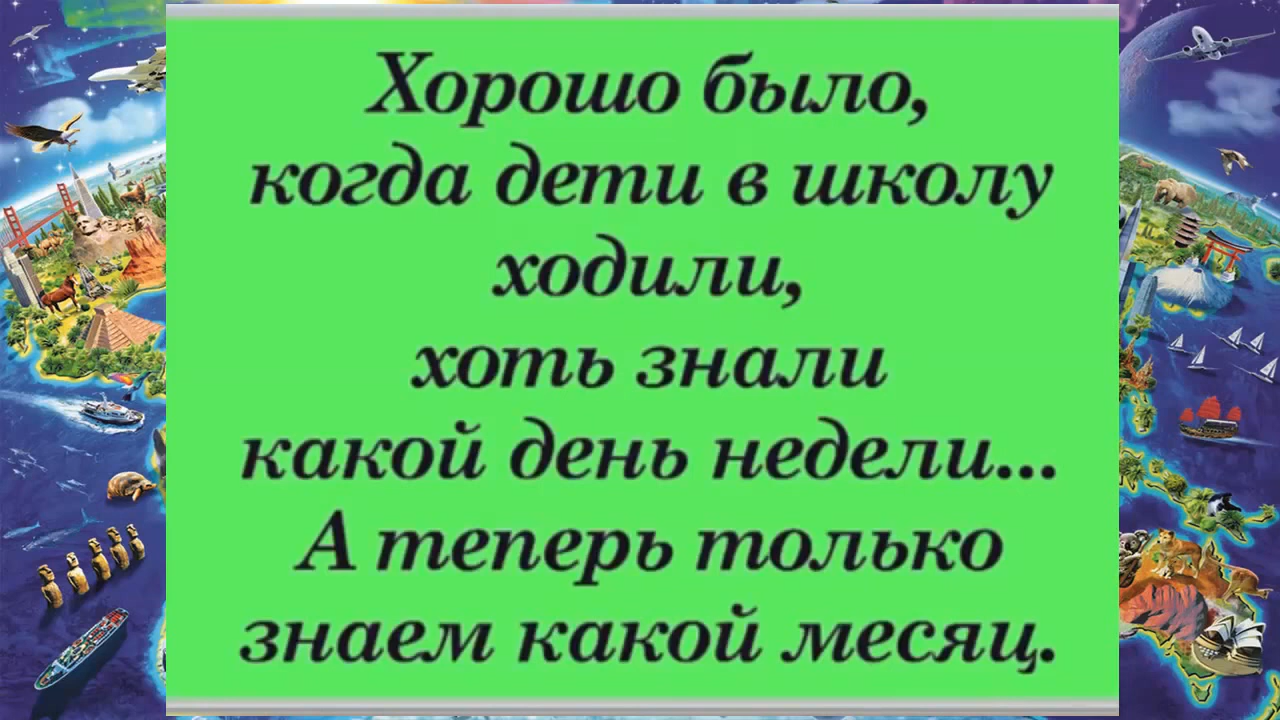 Хорошо было,
когда дети в школу
ходили,
хоть знали
какой день недели...
А теперь только
знаем какой месяц.